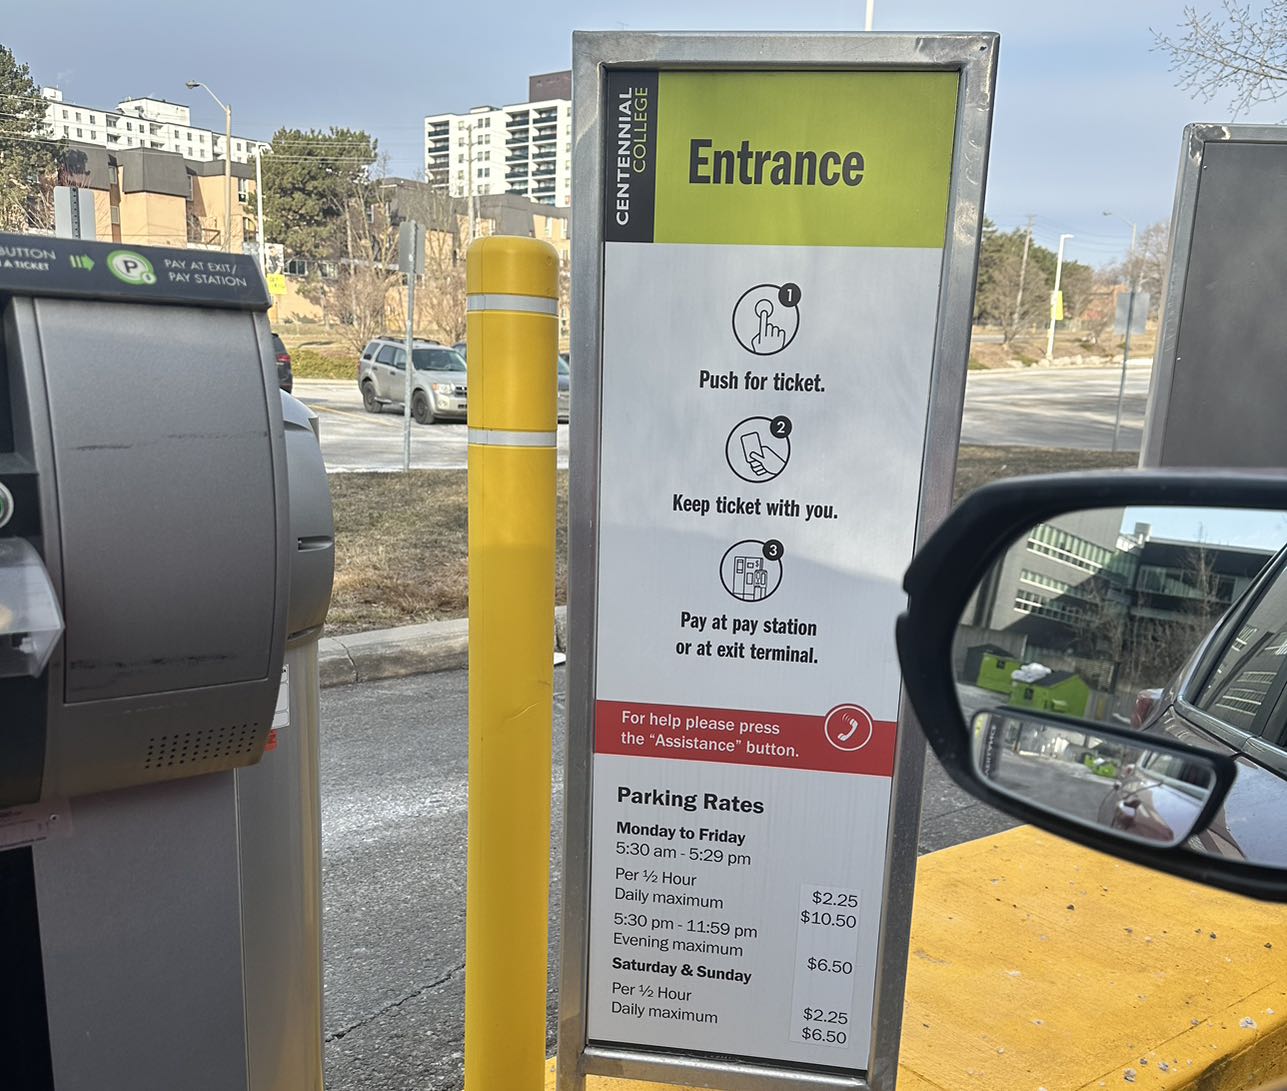 BUTTON
A TICKET
P
PAY AT EXIT/
PAY STATION
CENTENNIAL
COLLEGE
Entrance
1
Push for ticket.
2
Keep ticket with you.
3
Pay at pay station
or at exit terminal.
For help please press
the “Assistance” button.
Parking Rates
Monday to Friday
5:30 am - 5:29 pm
Per ½ Hour $2.25
Daily maximum $10.50
5:30 pm - 11:59 pm
Evening maximum $6.50
Saturday & Sunday
Per ½ Hour $2.25
Daily maximum $6.50